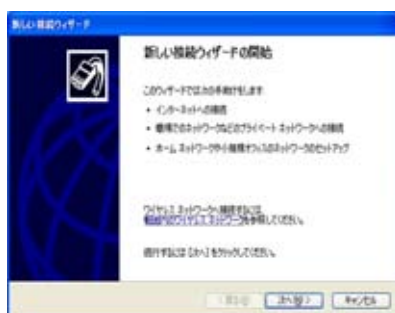 新しい接続ウィザード
新しい接続ウィザードの開始
このウィザードでは次の手続きをします
• インターネットへの接続
• 職場でのネットワークなどのプライベート ネットワークへの接続
• ホーム ネットワークや小規模オフィスのネットワークのセットアップ
ワイヤレス ネットワークへ接続するには、
範囲内のワイヤレス ネットワークを参照してください。
続行するには [次へ] をクリックしてください。
< 戻る(B) 次へ(N) > キャンセル